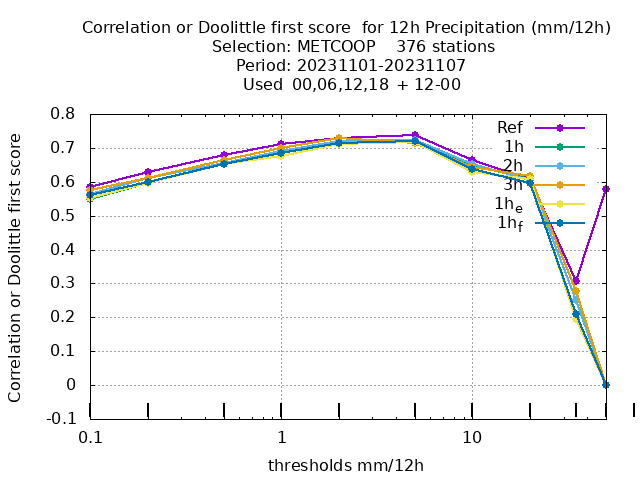 Correlation or Doolittle first score  for 12h Precipitation (mm/12h)
Selection: METCOOP    376 stations
Period: 20231101-20231107
Used  00,06,12,18 + 12-00
Correlation or Doolittle first score
0.8
0.7
0.6
0.5
0.4
0.3
0.2
0.1
0
-0.1
Ref
1h
2h
3h
1he
1hf
0.1
1
10
thresholds mm/12h